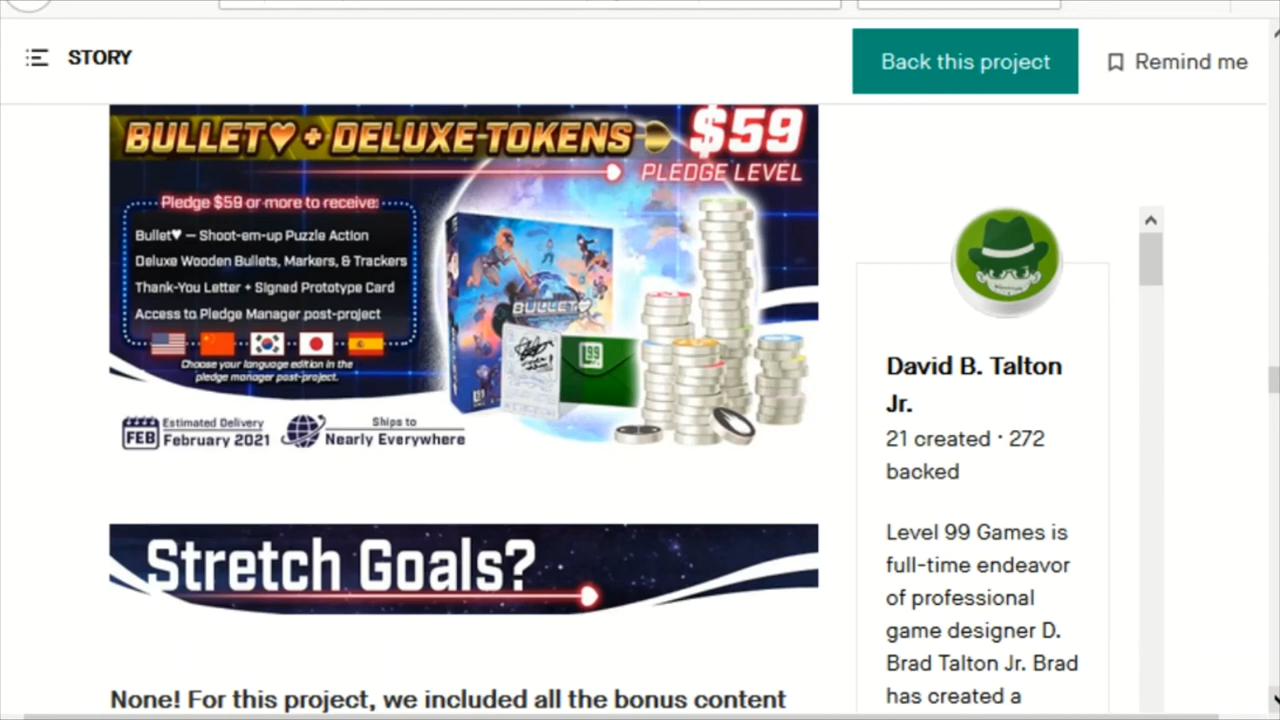 STORY
Back this project
Remind me
BULLET♥ + DELUXE TOKENS
$59
PLEDGE LEVEL
Pledge $59 or more to receive:
Bullet♥ — Shoot-em-up Puzzle Action
Deluxe Wooden Bullets, Markers, & Trackers
Thank-You Letter + Signed Prototype Card
Access to Pledge Manager post-project
Choose your language edition in the
pledge manager post-project.
BULLET♥
L99
FEB
Estimated Delivery
February 2021
Ships to
Nearly Everywhere
Stretch Goals?
None! For this project, we included all the bonus content
David B. Talton
Jr.
21 created · 272
backed
Level 99 Games is
full-time endeavor
of professional
game designer D.
Brad Talton Jr. Brad
has created a